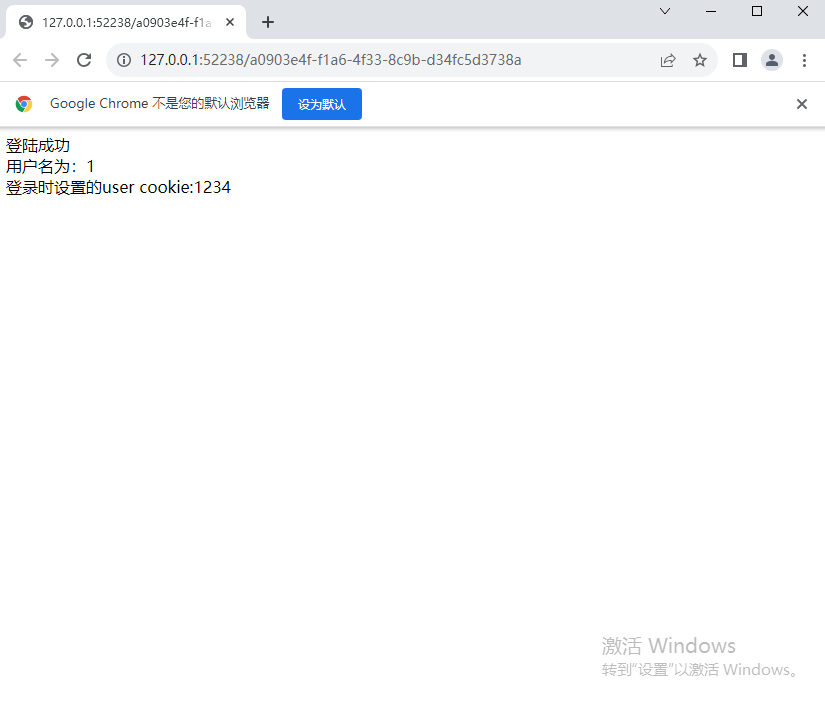 127.0.0.1:52238/a0903e4f-f1a
127.0.0.1:52238/a0903e4f-f1a6-4f33-8c9b-d34fc5d3738a
Google Chrome 不是您的默认浏览器
设为默认
登陆成功
用户名为：1
登录时设置的user cookie:1234
激活 Windows
转到“设置”以激活 Windows。